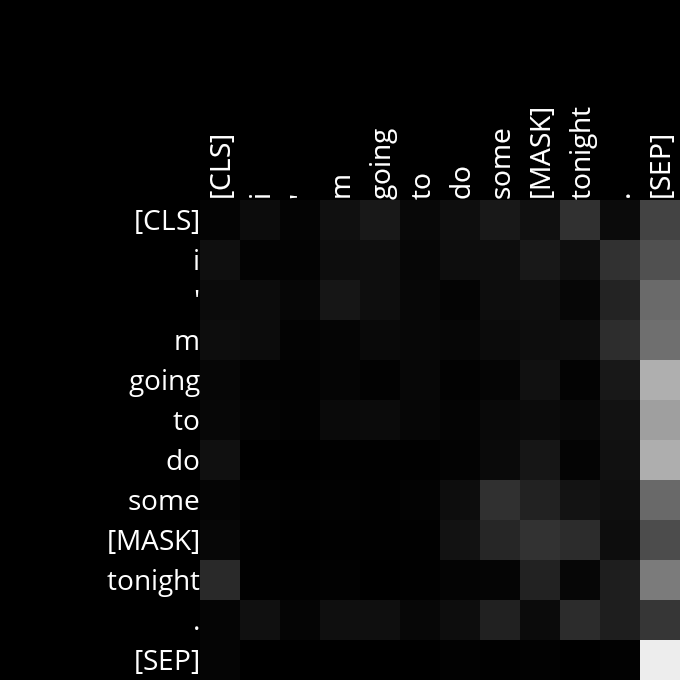 [CLS] i ' m going to do some [MASK] tonight . [SEP]
[CLS]
i
'
m
going
to
do
some
[MASK]
tonight
.
[SEP]